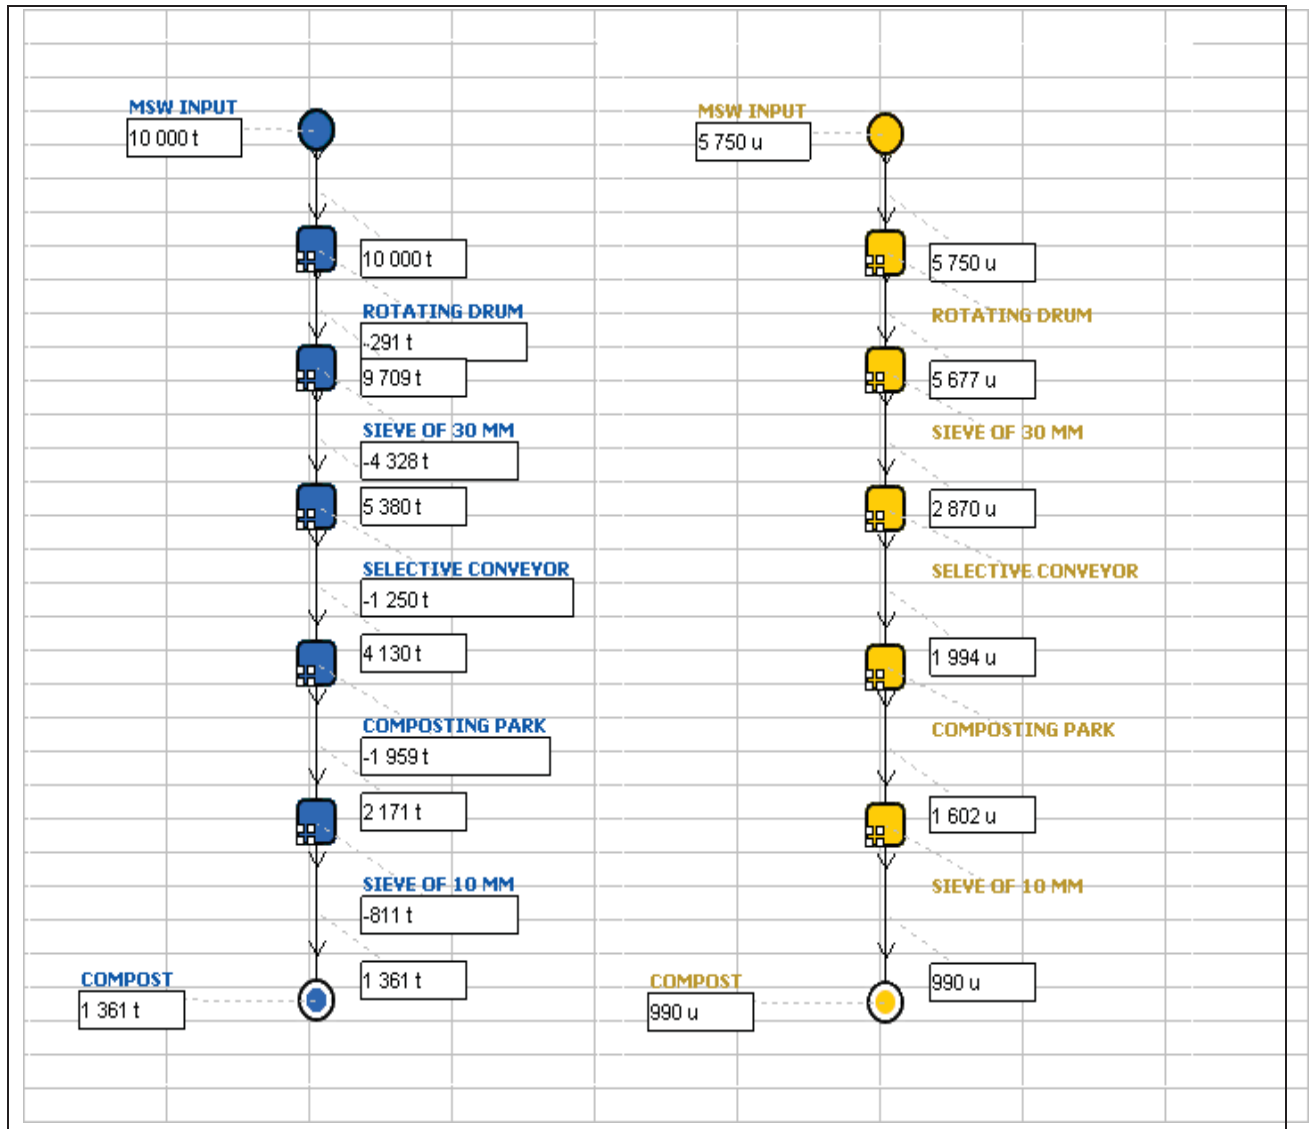 MSW INPUT
10 000 t
10 000 t
ROTATING DRUM
-291 t
9 709 t
SIEVE OF 30 MM
-4 328 t
5 380 t
SELECTIVE CONVEYOR
-1 250 t
4 130 t
COMPOSTING PARK
-1 959 t
2 171 t
SIEVE OF 10 MM
-811 t
1 361 t
COMPOST
1 361 t
MSW INPUT
5 750 u
5 750 u
ROTATING DRUM
5 677 u
SIEVE OF 30 MM
2 870 u
SELECTIVE CONVEYOR
1 994 u
COMPOSTING PARK
1 602 u
SIEVE OF 10 MM
990 u
COMPOST
990 u